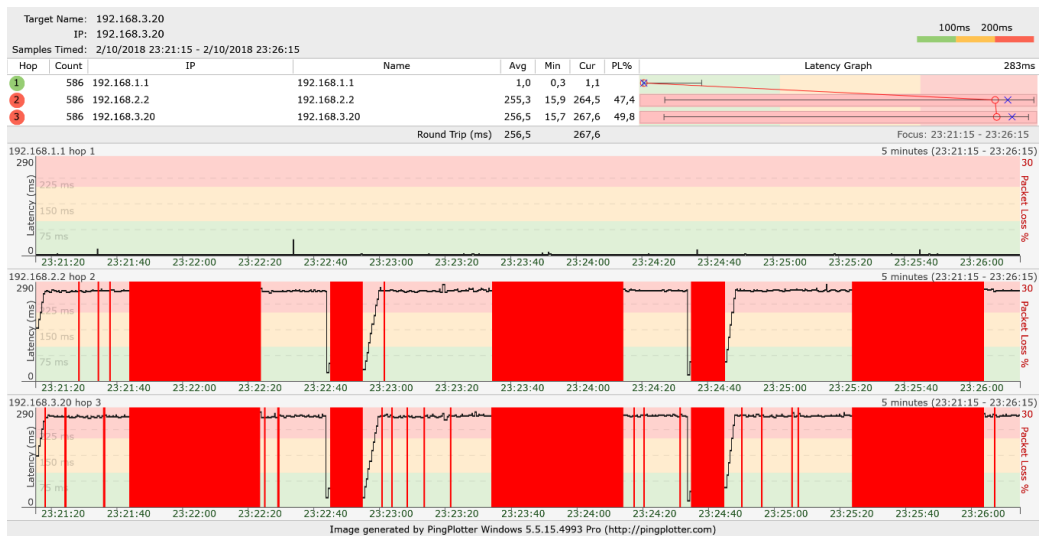 Target Name: 192.168.3.20
IP: 192.168.3.20
Samples Timed: 2/10/2018 23:21:15 - 2/10/2018 23:26:15
100ms 200ms
Hop Count IP Name Avg Min Cur PL% Latency Graph 283ms
1 586 192.168.1.1 192.168.1.1 1,0 0,3 1,1
2 586 192.168.2.2 192.168.2.2 255,3 15,9 264,5 47,4
3 586 192.168.3.20 192.168.3.20 256,5 15,7 267,6 49,8
Round Trip (ms) 256,5 267,6 Focus: 23:21:15 - 23:26:15
192.168.1.1 hop 1 5 minutes (23:21:15 - 23:26:15)
290 30
225 ms
150 ms
75 ms
0
Latency (ms)
Packet Loss %
23:21:20 23:21:40 23:22:00 23:22:20 23:22:40 23:23:00 23:23:20 23:23:40 23:24:00 23:24:20 23:24:40 23:25:00 23:25:20 23:25:40 23:26:00
192.168.2.2 hop 2 5 minutes (23:21:15 - 23:26:15)
290 30
225 ms
150 ms
75 ms
0
Latency (ms)
Packet Loss %
23:21:20 23:21:40 23:22:00 23:22:20 23:22:40 23:23:00 23:23:20 23:23:40 23:24:00 23:24:20 23:24:40 23:25:00 23:25:20 23:25:40 23:26:00
192.168.3.20 hop 3 5 minutes (23:21:15 - 23:26:15)
290 30
225 ms
150 ms
75 ms
0
Latency (ms)
Packet Loss %
23:21:20 23:21:40 23:22:00 23:22:20 23:22:40 23:23:00 23:23:20 23:23:40 23:24:00 23:24:20 23:24:40 23:25:00 23:25:20 23:25:40 23:26:00
Image generated by PingPlotter Windows 5.5.15.4993 Pro (http://pingplotter.com)